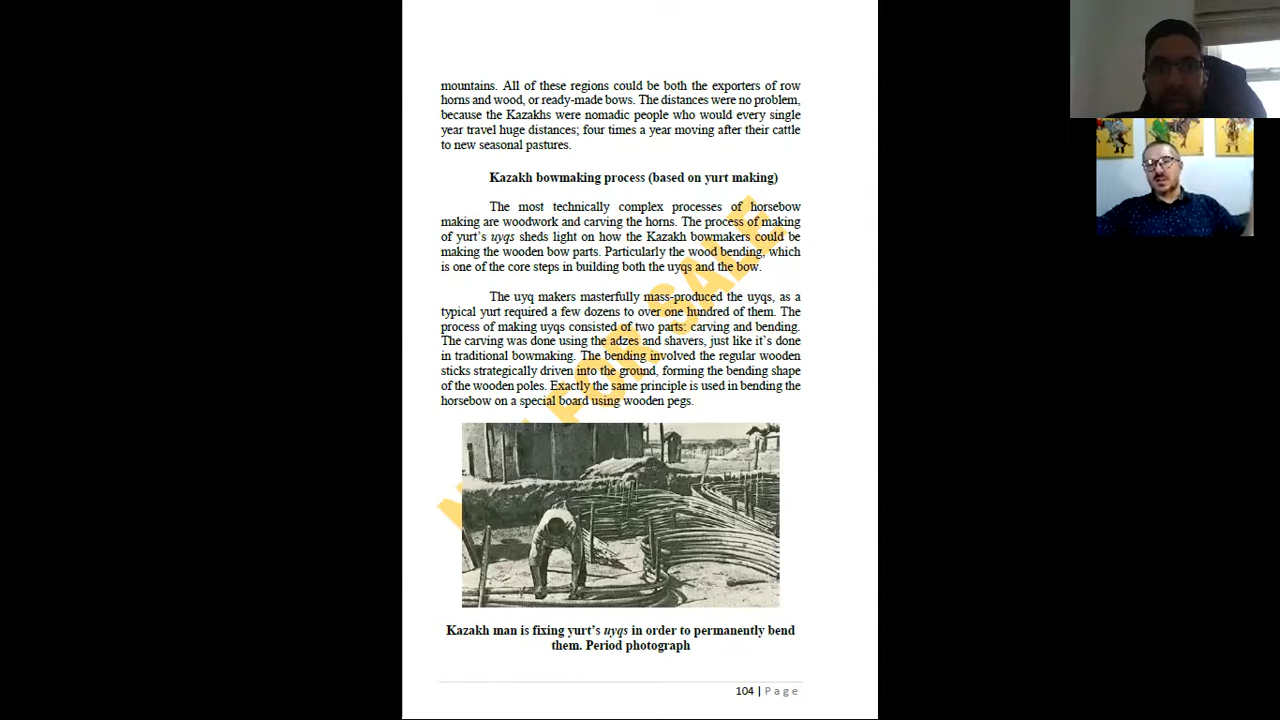 mountains. All of these regions could be both the exporters of row
horns and wood, or ready-made bows. The distances were no problem,
because the Kazakhs were nomadic people who would every single
year travel huge distances; four times a year moving after their cattle
to new seasonal pastures.
Kazakh bowmaking process (based on yurt making)
The most technically complex processes of horsebow
making are woodwork and carving the horns. The process of making
of yurt's uyqs sheds light on how the Kazakh bowmakers could be
making the wooden bow parts. Particularly the wood bending, which
is one of the core steps in building both the uyqs and the bow.
The uyq makers masterfully mass-produced the uyqs, as a
typical yurt required a few dozens to over one hundred of them. The
process of making uyqs consisted of two parts: carving and bending.
The carving was done using the adzes and shavers, just like it's done
in traditional bowmaking. The bending involved the regular wooden
sticks strategically driven into the ground, forming the bending shape
of the wooden poles. Exactly the same principle is used in bending the
horsebow on a special board using wooden pegs.
FOR SALE
Kazakh man is fixing yurt's uyqs in order to permanently bend
them. Period photograph
104 | Page